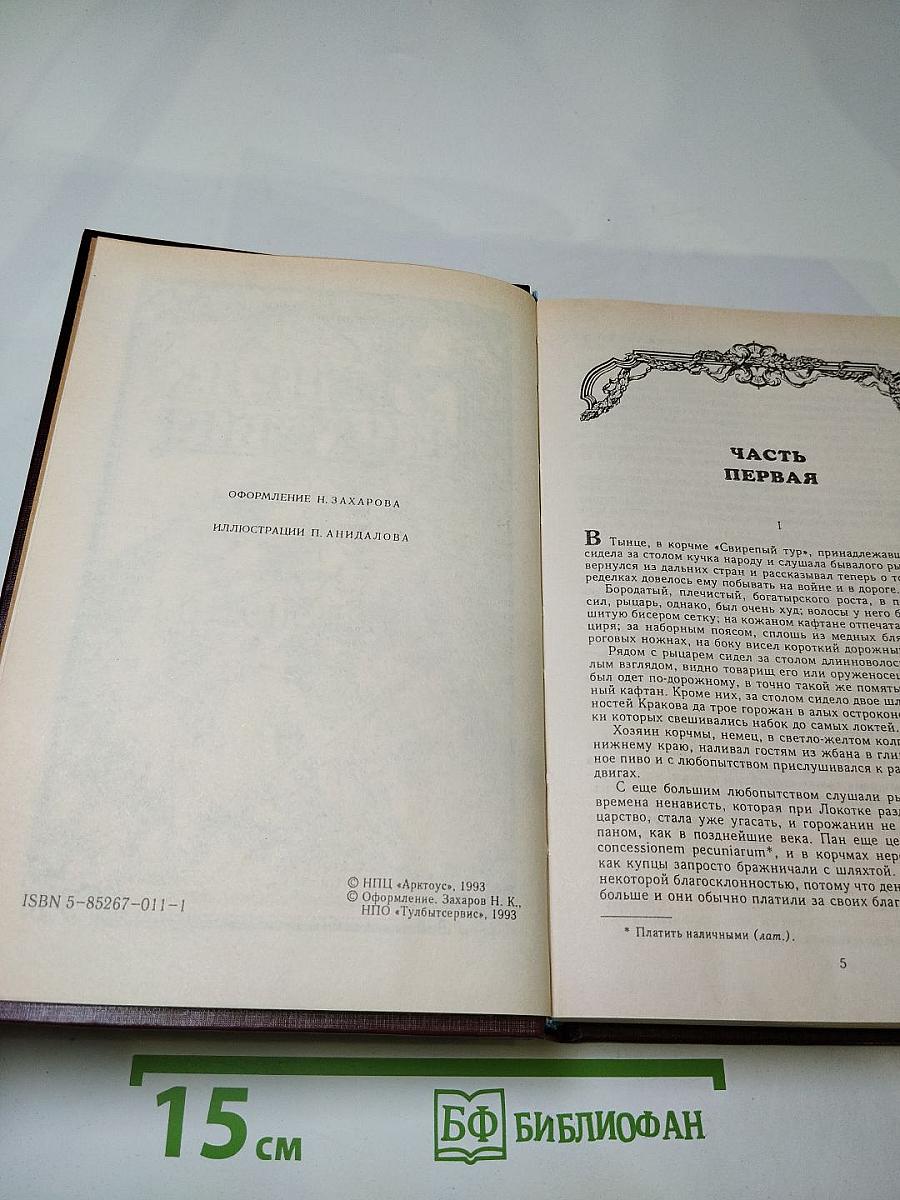 ОФОРМЛЕНИЕ Н. ЗАХАРОВА
ИЛЛЮСТРАЦИИ П. АНИДАЛОВА
ISBN 5-85267-011-1
© НПЦ «Арктоус», 1993
© Оформление. Захаров Н. К.,
НПО «Тулбытсервис», 1993
ЧАСТЬ
ПЕРВАЯ
I
В Тынце, в корчме «Свирепый тур», принадлежавш
сидела за столом кучка народу и слушала бывалого ры
вернулся из дальних стран и рассказывал теперь о то
ределках довелось ему побывать на войне и в дороге.
Бородатый, плечистый, богатырского роста, в п
сил, рыцарь, однако, был очень худ; волосы у него б
шитую бисером сетку; на кожаном кафтане отпечата
циря; за наборным поясом, сплошь из медных бля
роговых ножнах, на боку висел короткий дорожны
Рядом с рыцарем сидел за столом длинноволос
лым взглядом, видно товарищ его или оруженосец
был одет по-дорожному, в точно такой же помяты
ный кафтан. Кроме них, за столом сидело двое шл
ностей Кракова да трое горожан в алых остроконе
ки которых свешивались набок до самых локтей.
Хозяин корчмы, немец, в светло-желтом колп
нижнему краю, наливал гостям из жбана в гли
ное пиво и с любопытством прислушивался к ра
двигах.
С еще большим любопытством слушали ры
времена ненависть, которая при Локотке разд
царство, стала уже угасать, и горожанин не
паном, как в позднейшие века. Пан еще це
concessionem pecuniarum*, и в корчмах нер
как купцы запросто бражничали с шляхтой.
некоторой благосклонностью, потому что ден
больше и они обычно платили за своих благ
* Платить наличными (лат.).
5
15 см
БФ БИБЛИОФАН